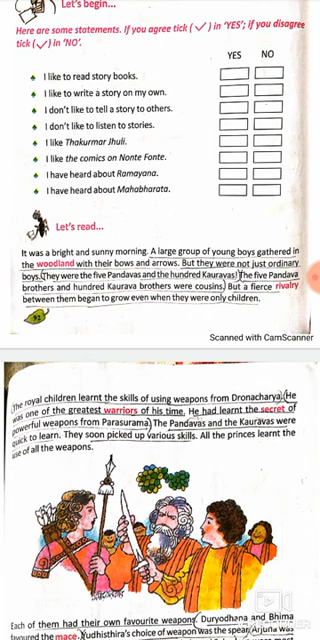 Let's begin...
Here are some statements. If you agree tick (✓) in 'YES'; if you disagree
tick (✓) in 'NO'.
YES NO
I like to read story books.
I like to write a story on my own.
I don't like to tell a story to others.
I don't like to listen to stories.
I like Thakurmar Jhuli.
I like the comics on Nonte Fonte.
I have heard about Ramayana.
I have heard about Mahabharata.
Let's read...
It was a bright and sunny morning. A large group of young boys gathered in
the woodland with their bows and arrows. But they were not just ordinary
boys. They were the five Pandavas and the hundred Kauravas! The five Pandava
brothers and hundred Kaurava brothers were cousins. But a fierce rivalry
between them began to grow even when they were only children.
92
Scanned with CamScanner
The royal children learnt the skills of using weapons from Dronacharya. He
was one of the greatest warriors of his time. He had learnt the secret of
powerful weapons from Parasurama. The Pandavas and the Kauravas were
quick to learn. They soon picked up various skills. All the princes learnt the
use of all the weapons.
Each of them had their own favourite weapons. Duryodhana and Bhima
favoured the mace. Yudhisthira's choice of weapon was the spear. Arjuna was